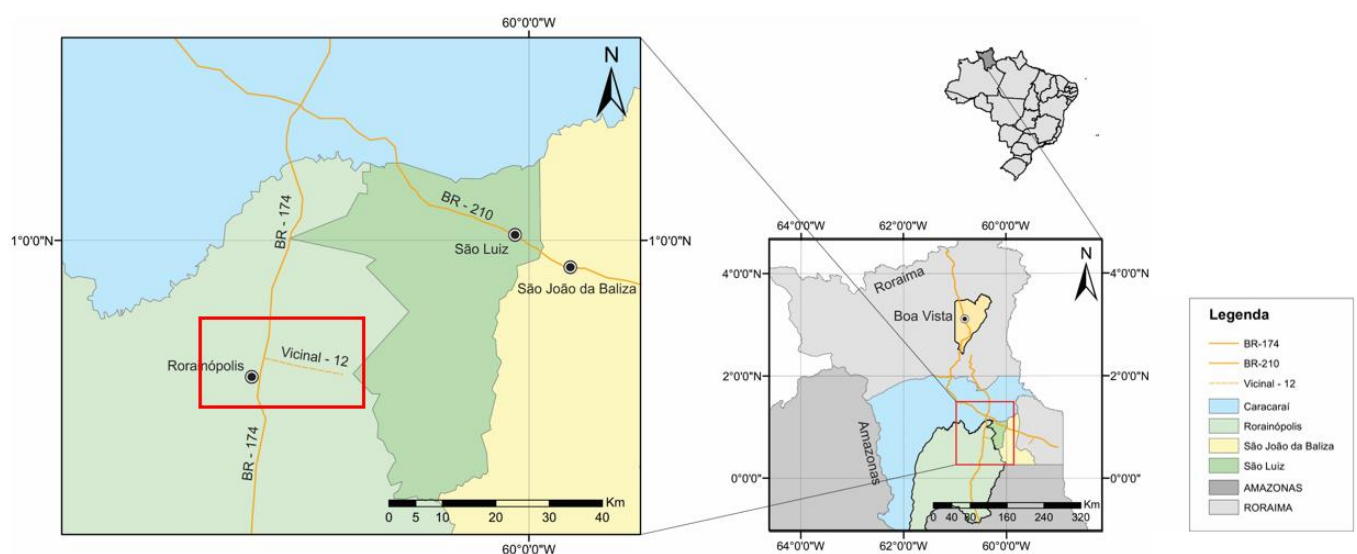 60°0'0"W
N
BR - 174
BR - 210
1°0'0"N
1°0'0"N
São Luiz
São João da Baliza
Vicinal - 12
Rorainópolis
BR - 174
Km
0 5 10 20 30 40
60°0'0"W
64°0'0"W 62°0'0"W 60°0'0"W
N
4°0'0"N
4°0'0"N
Roraima
Boa Vista
2°0'0"N
2°0'0"N
Amazonas
0°0'0"N
0°0'0"N
Km
0 40 80 160 240 320
64°0'0"W 62°0'0"W 60°0'0"W
Legenda
BR-174
BR-210
Vicinal - 12
Caracaraí
Rorainópolis
São João da Baliza
São Luiz
AMAZONAS
RORAIMA